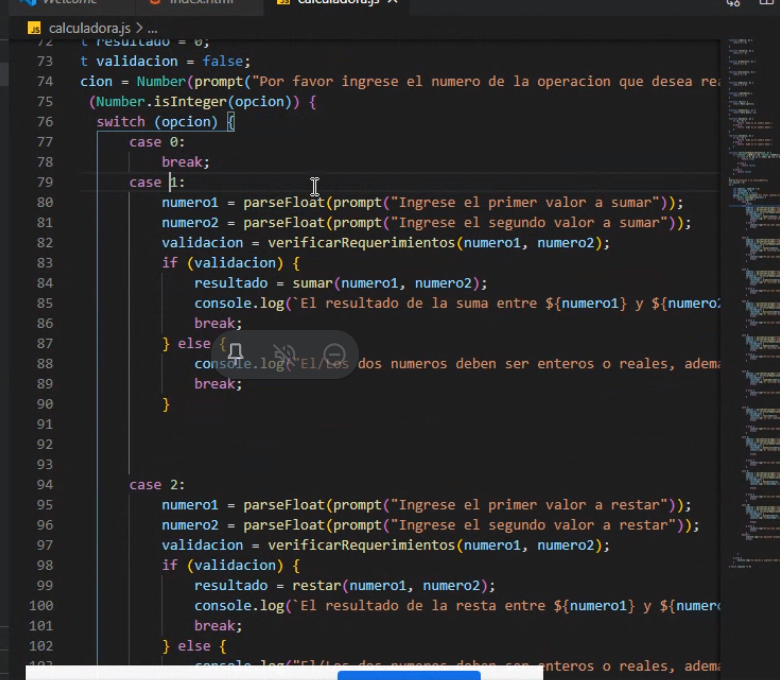 Welcome index.html calculadora.js
JS calculadora.js > ...
72 t resultado = 0;
73 t validacion = false;
74 cion = Number(prompt("Por favor ingrese el numero de la operacion que desea rea
75 (Number.isInteger(opcion)) {
76 switch (opcion) {
77 case 0:
78 break;
79 case 1:
80 numero1 = parseFloat(prompt("Ingrese el primer valor a sumar"));
81 numero2 = parseFloat(prompt("Ingrese el segundo valor a sumar"));
82 validacion = verificarRequerimientos(numero1, numero2);
83 if (validacion) {
84 resultado = sumar(numero1, numero2);
85 console.log(`El resultado de la suma entre ${numero1} y ${numero2
86 break;
87 } else {
88 console.log("El/Los dos numeros deben ser enteros o reales, adema
89 break;
90 }
91
92
93
94 case 2:
95 numero1 = parseFloat(prompt("Ingrese el primer valor a restar"));
96 numero2 = parseFloat(prompt("Ingrese el segundo valor a restar"));
97 validacion = verificarRequerimientos(numero1, numero2);
98 if (validacion) {
99 resultado = restar(numero1, numero2);
100 console.log(`El resultado de la resta entre ${numero1} y ${numer
101 break;
102 } else {
103 console.log("El/Los dos numeros deben ser enteros o reales, adema